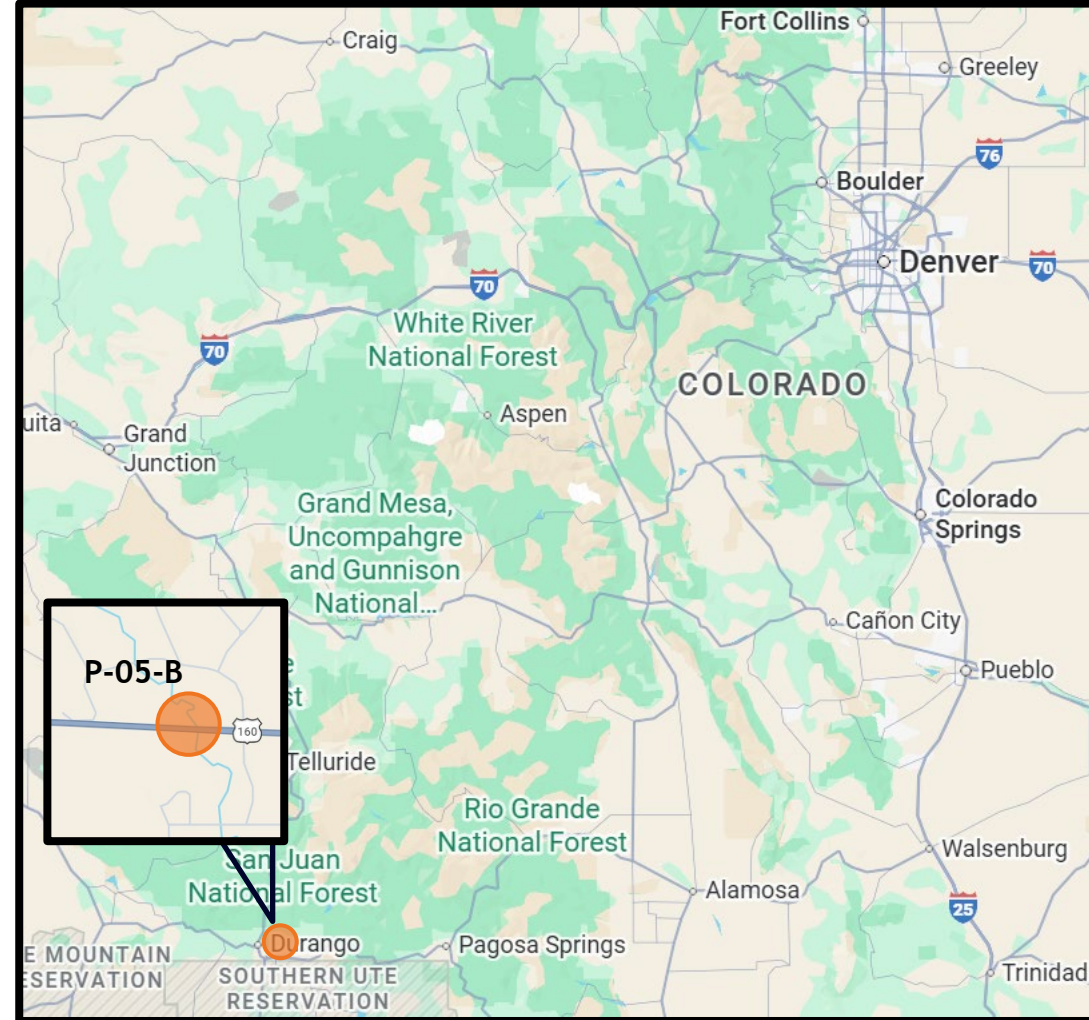 Fort Collins
Craig
Greeley
76
Boulder
Denver
70
70
White River
National Forest
70
COLORADO
Aspen
uita
Grand
Junction
Colorado
Springs
Grand Mesa,
Uncompahgre
and Gunnison
National...
Cañon City
P-05-B
160
e
st
Pueblo
Telluride
Rio Grande
National Forest
Walsenburg
San Juan
National Forest
Alamosa
25
Durango
Pagosa Springs
E MOUNTAIN
ESERVATION
SOUTHERN UTE
RESERVATION
Trinidad